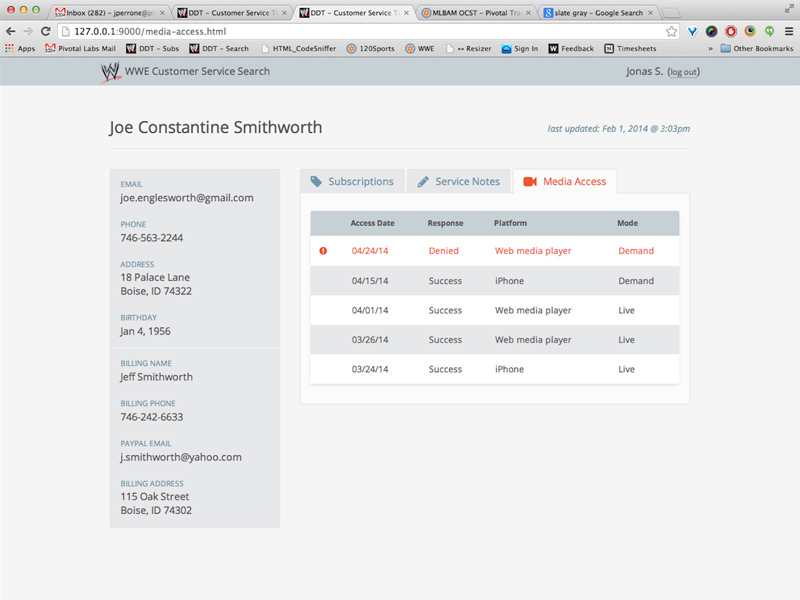 Inbox (282) – jperrone@p
DDT – Customer Service T
DDT – Customer Service T
MLBAM OCST – Pivotal Tra
slate gray – Google Search
127.0.0.1:9000/media-access.html
Apps
Pivotal Labs Mail
DDT – Subs
DDT – Search
HTML_CodeSniffer
120Sports
WWE
↔ Resizer
Sign In
Feedback
Timesheets
»
Other Bookmarks
WWE Customer Service Search
Jonas S. (log out)
Joe Constantine Smithworth
last updated: Feb 1, 2014 @ 3:03pm
EMAIL
joe.englesworth@gmail.com
PHONE
746-563-2244
ADDRESS
18 Palace Lane
Boise, ID 74322
BIRTHDAY
Jan 4, 1956
BILLING NAME
Jeff Smithworth
BILLING PHONE
746-242-6633
PAYPAL EMAIL
j.smithworth@yahoo.com
BILLING ADDRESS
115 Oak Street
Boise, ID 74302
Subscriptions
Service Notes
Media Access
Access Date Response Platform Mode
04/24/14 Denied Web media player Demand
04/15/14 Success iPhone Demand
04/01/14 Success Web media player Live
03/26/14 Success Web media player Live
03/24/14 Success iPhone Live